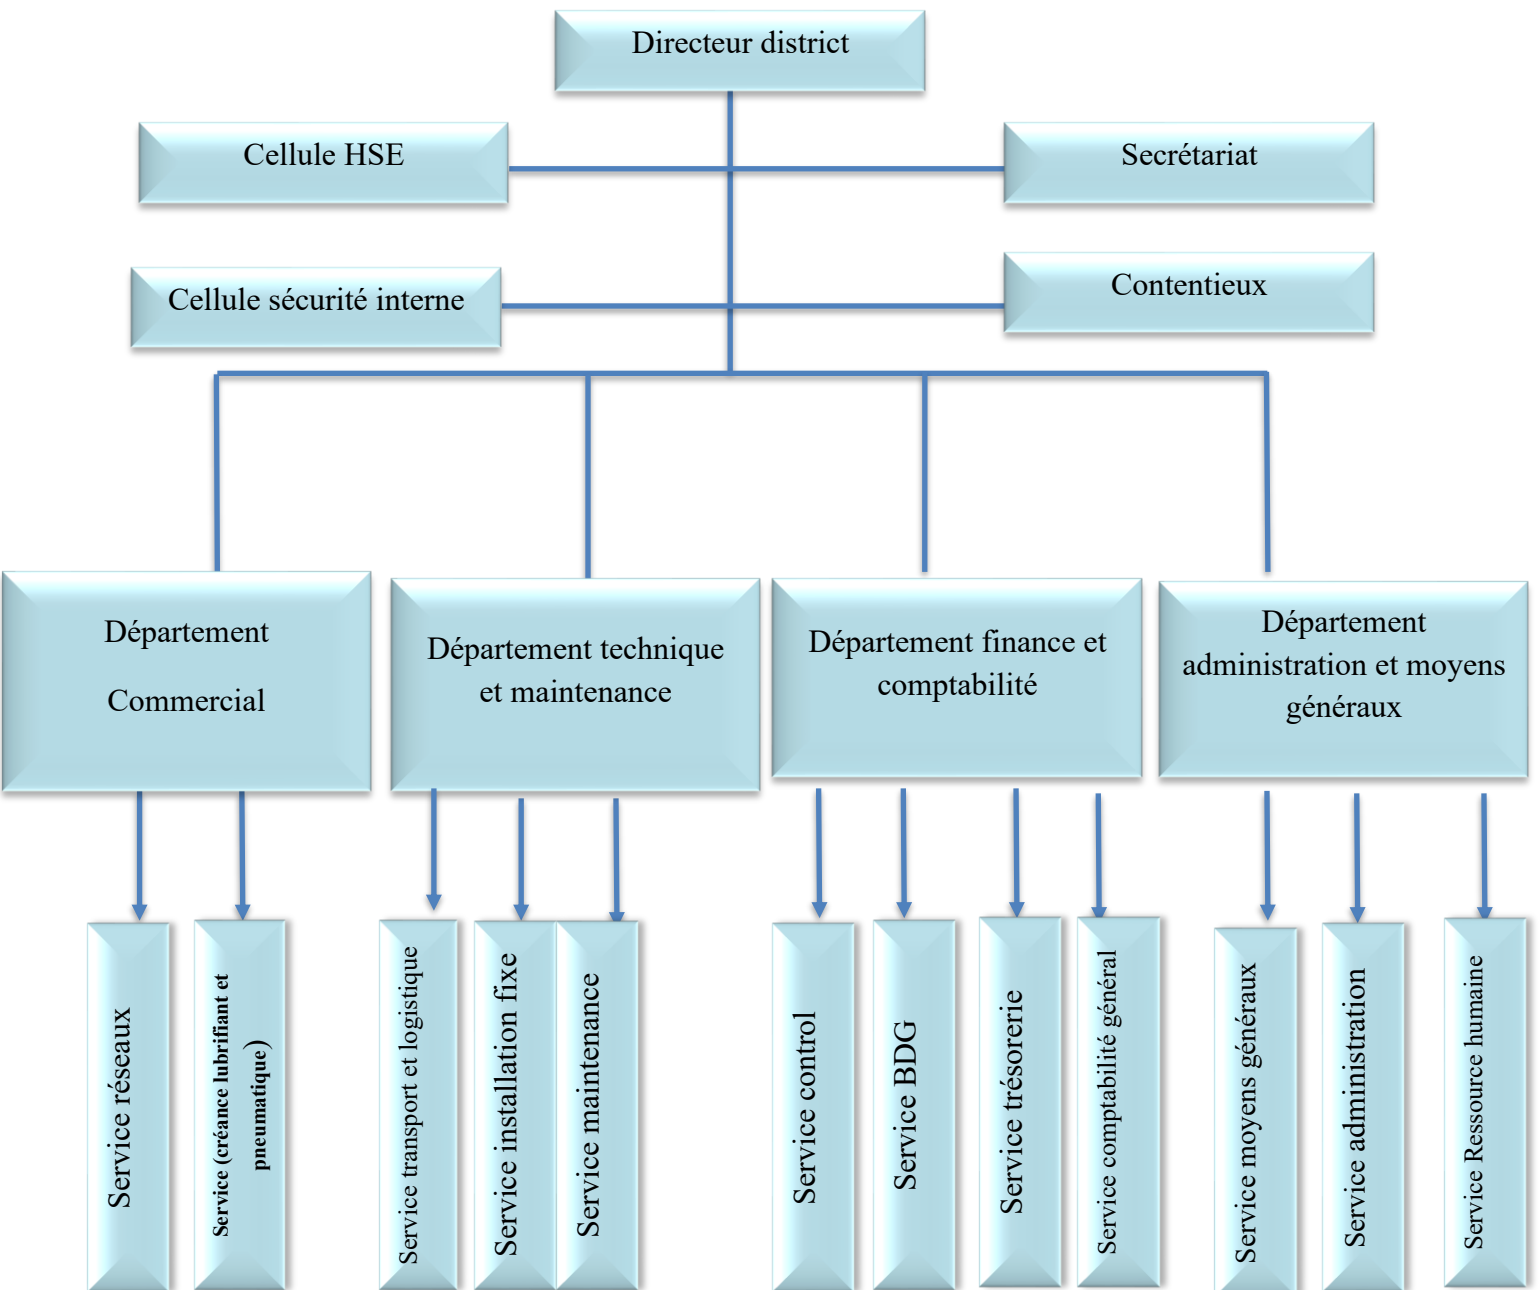 Directeur district
Cellule HSE
Secrétariat
Cellule sécurité interne
Contentieux
Département
Commercial
Département technique
et maintenance
Département finance et
comptabilité
Département
administration et moyens
généraux
Service réseaux
Service (créance lubrifiant et
pneumatique)
Service transport et logistique
Service installation fixe
Service maintenance
Service control
Service BDG
Service trésorerie
Service comptabilité général
Service moyens généraux
Service administration
Service Ressource humaine